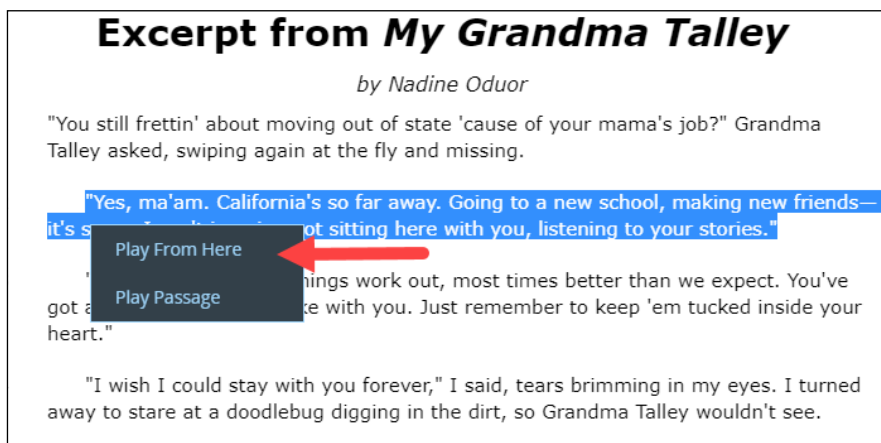 Excerpt from My Grandma Talley
by Nadine Oduor
"You still frettin' about moving out of state 'cause of your mama's job?" Grandma
Talley asked, swiping again at the fly and missing.
"Yes, ma'am. California's so far away. Going to a new school, making new friends—
it's sitting here with you, listening to your stories."
Play From Here
work out, most times better than we expect. You've
Play Passage
got with you. Just remember to keep 'em tucked inside your
heart."
"I wish I could stay with you forever," I said, tears brimming in my eyes. I turned
away to stare at a doodlebug digging in the dirt, so Grandma Talley wouldn't see.